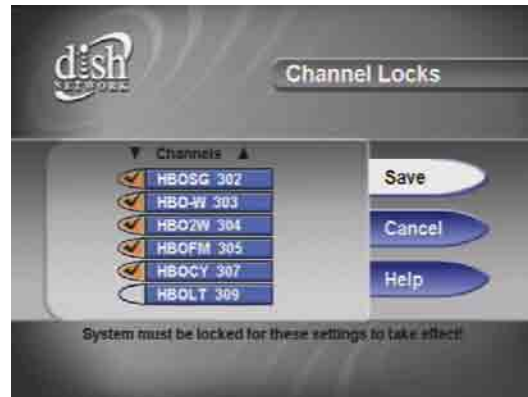 dish
NETWORK
Channel Locks
Channels
HBOSG 302
HBO-W 303
HBO2W 304
HBOFM 305
HBOCY 307
HBOLT 309
Save
Cancel
Help
System must be locked for these settings to take effect!